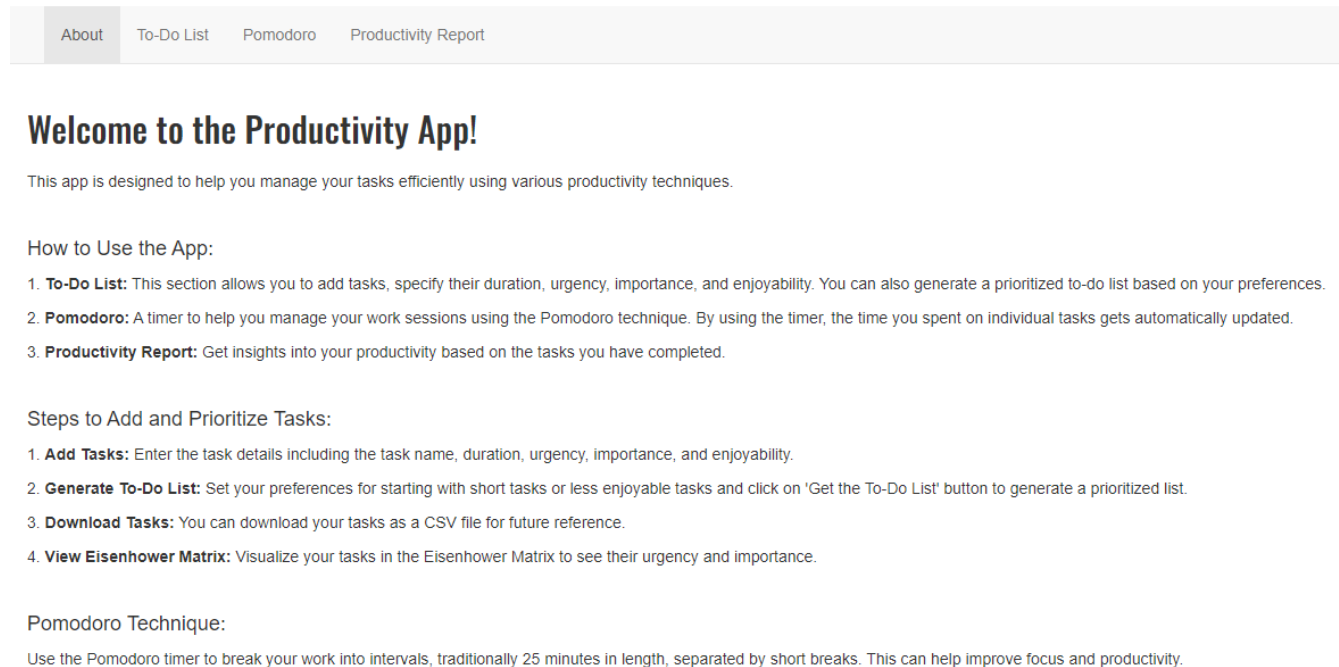 About To-Do List Pomodoro Productivity Report
Welcome to the Productivity App!
This app is designed to help you manage your tasks efficiently using various productivity techniques.
How to Use the App:
1. To-Do List: This section allows you to add tasks, specify their duration, urgency, importance, and enjoyability. You can also generate a prioritized to-do list based on your preferences.
2. Pomodoro: A timer to help you manage your work sessions using the Pomodoro technique. By using the timer, the time you spent on individual tasks gets automatically updated.
3. Productivity Report: Get insights into your productivity based on the tasks you have completed.
Steps to Add and Prioritize Tasks:
1. Add Tasks: Enter the task details including the task name, duration, urgency, importance, and enjoyability.
2. Generate To-Do List: Set your preferences for starting with short tasks or less enjoyable tasks and click on 'Get the To-Do List' button to generate a prioritized list.
3. Download Tasks: You can download your tasks as a CSV file for future reference.
4. View Eisenhower Matrix: Visualize your tasks in the Eisenhower Matrix to see their urgency and importance.
Pomodoro Technique:
Use the Pomodoro timer to break your work into intervals, traditionally 25 minutes in length, separated by short breaks. This can help improve focus and productivity.